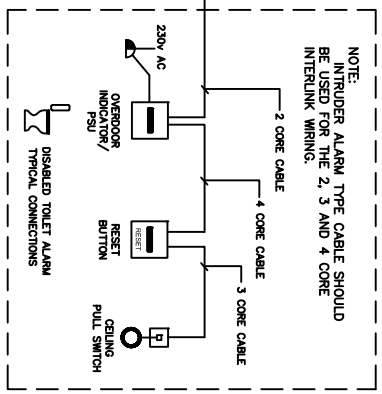 NOTE:
INTRUDER ALARM TYPE CABLE SHOULD
BE USED FOR THE 2, 3 AND 4 CORE
INTERLINK WIRING.
2 CORE CABLE
4 CORE CABLE
3 CORE CABLE
230v AC
OVERDOOR
INDICATOR/
PSU
RESET
RESET
BUTTON
CEILING
PULL SWITCH
DISABLED TOILET ALARM
TYPICAL CONNECTIONS